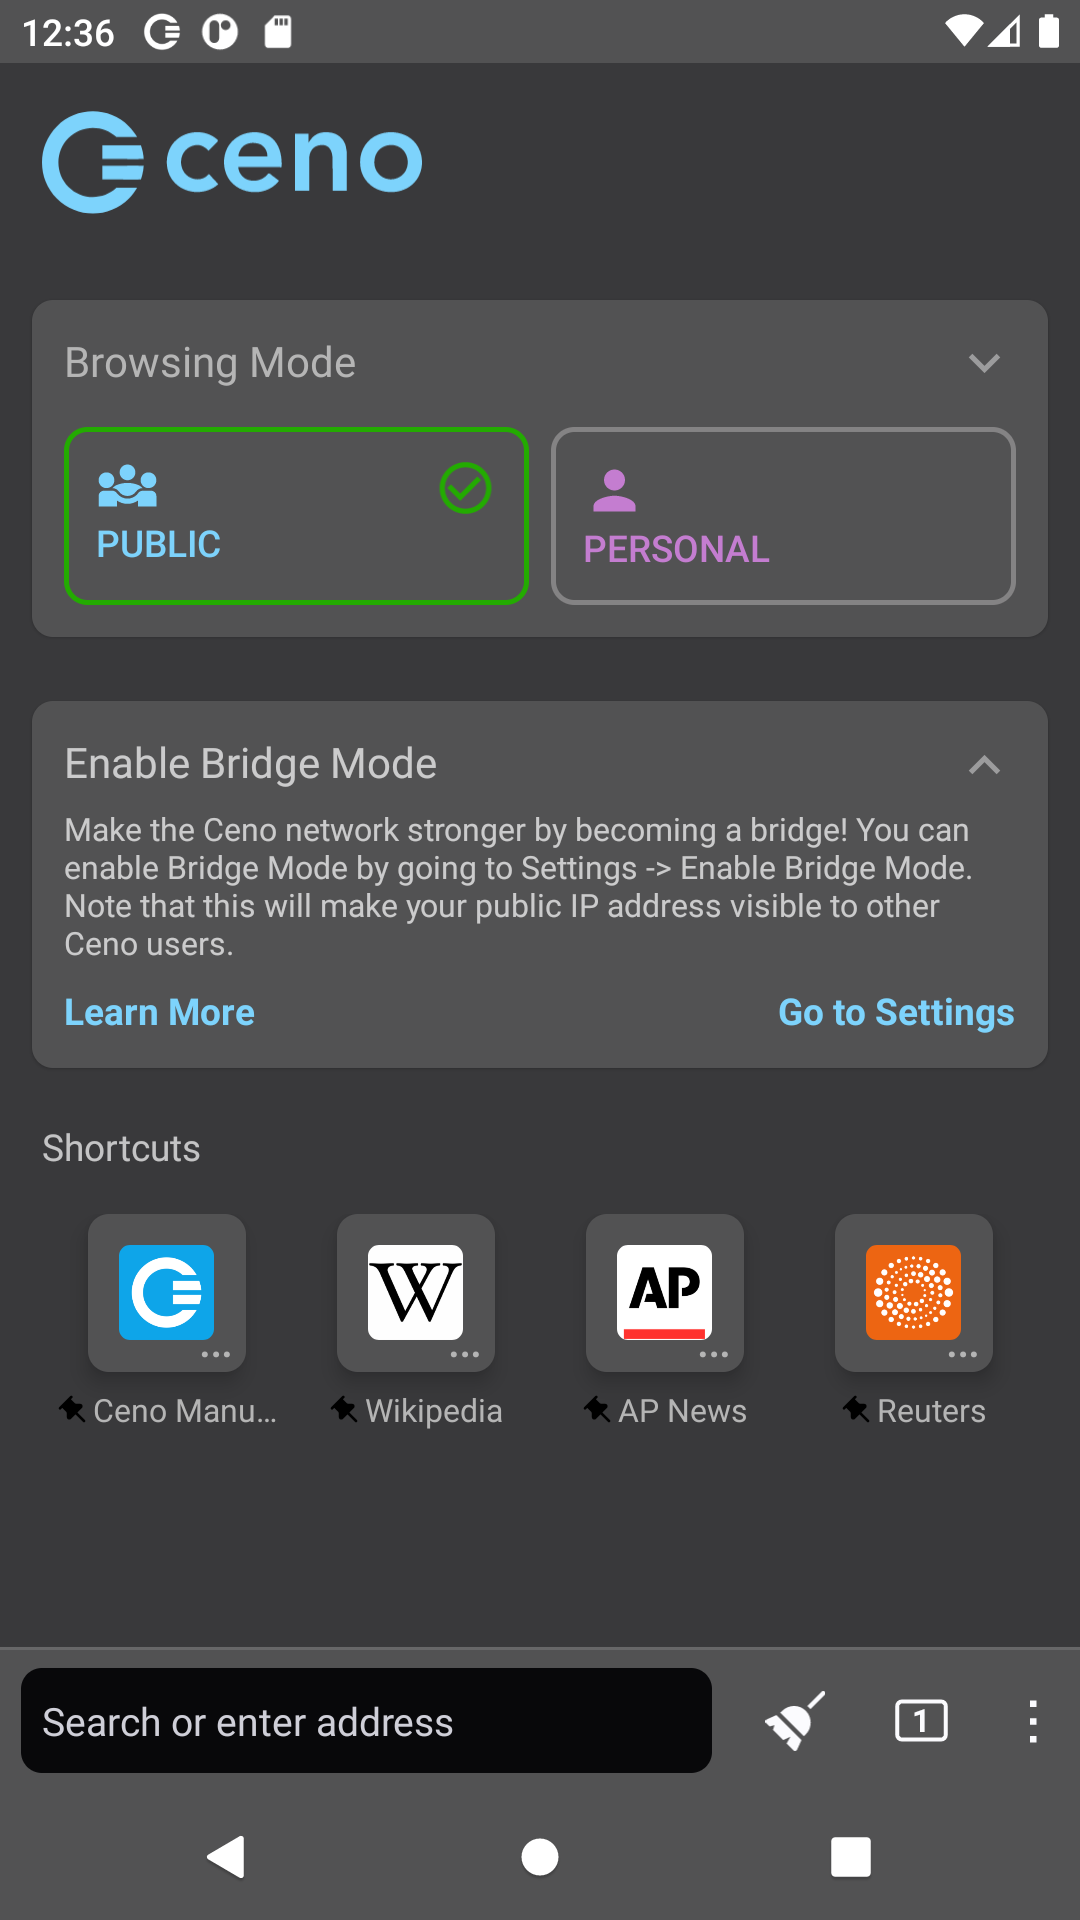 12:36
ceno
Browsing Mode
PUBLIC
PERSONAL
Enable Bridge Mode
Make the Ceno network stronger by becoming a bridge! You can
enable Bridge Mode by going to Settings -> Enable Bridge Mode.
Note that this will make your public IP address visible to other
Ceno users.
Learn More
Go to Settings
Shortcuts
W
AP
Ceno Manu...
Wikipedia
AP News
Reuters
Search or enter address
1